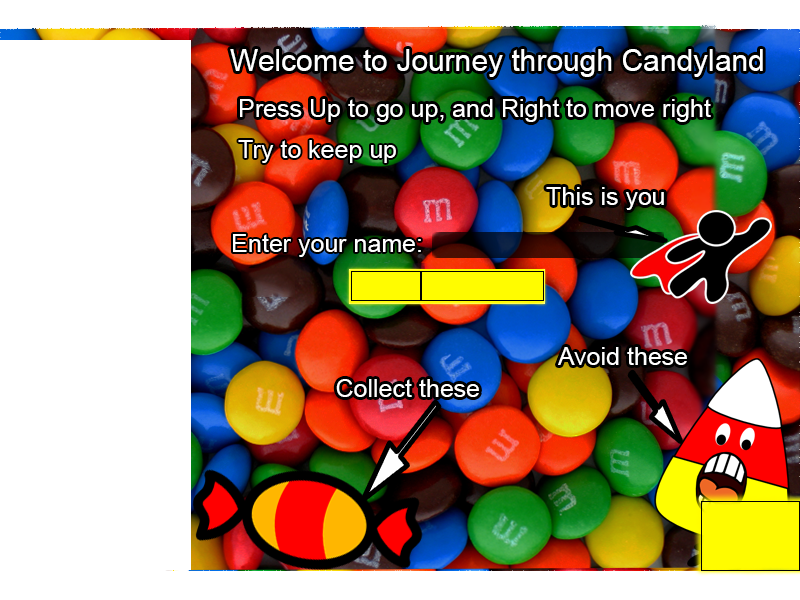 Welcome to Journey through Candyland
Press Up to go up, and Right to move right
Try to keep up
This is you
Enter your name:
Avoid these
Collect these